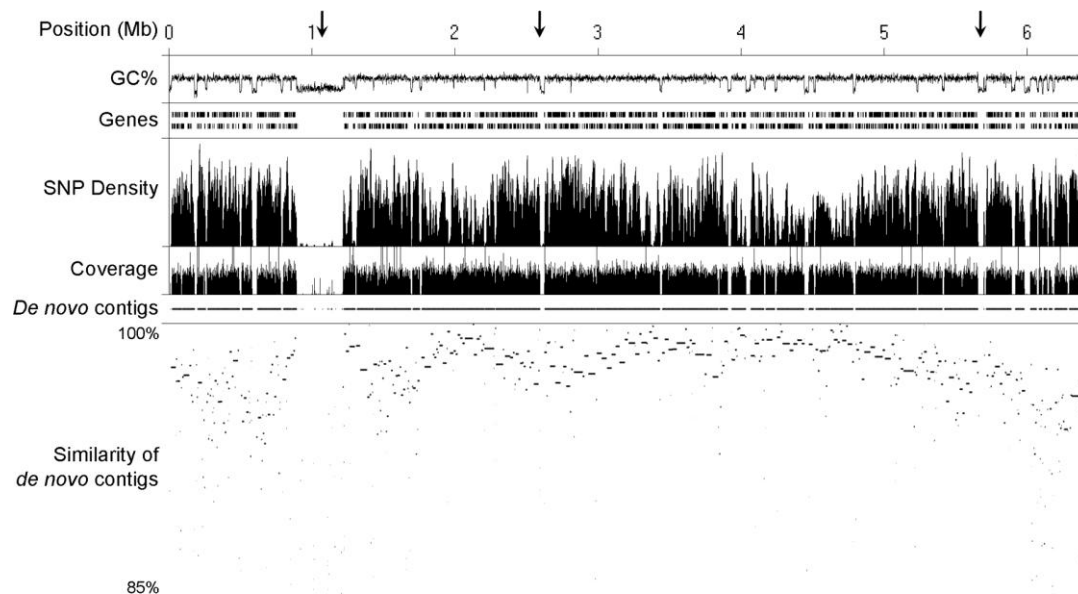 Position (Mb) 0 1 2 3 4 5 6
GC%
Genes
SNP Density
Coverage
De novo contigs
100%
Similarity of
de novo contigs
85%